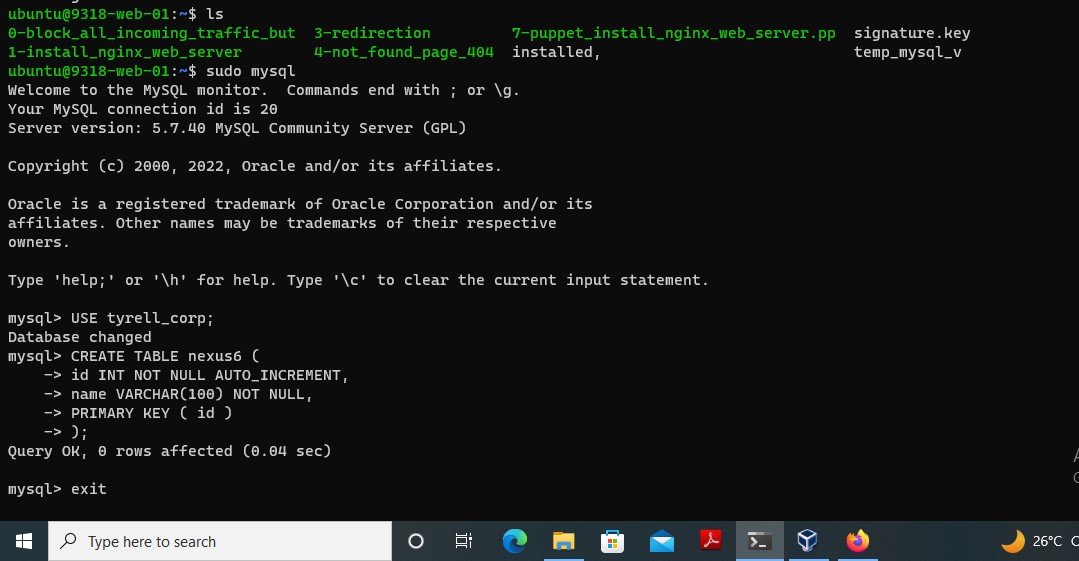 ubuntu@9318-web-01:~$ ls
0-block_all_incoming_traffic_but  3-redirection         7-puppet_install_nginx_web_server.pp  signature.key
1-install_nginx_web_server        4-not_found_page_404  installed,                            temp_mysql_v
ubuntu@9318-web-01:~$ sudo mysql
Welcome to the MySQL monitor.  Commands end with ; or \g.
Your MySQL connection id is 20
Server version: 5.7.40 MySQL Community Server (GPL)
Copyright (c) 2000, 2022, Oracle and/or its affiliates.
Oracle is a registered trademark of Oracle Corporation and/or its
affiliates. Other names may be trademarks of their respective
owners.
Type 'help;' or '\h' for help. Type '\c' to clear the current input statement.
mysql> USE tyrell_corp;
Database changed
mysql> CREATE TABLE nexus6 (
    -> id INT NOT NULL AUTO_INCREMENT,
    -> name VARCHAR(100) NOT NULL,
    -> PRIMARY KEY ( id )
    -> );
Query OK, 0 rows affected (0.04 sec)
mysql> exit
Type here to search
26°C